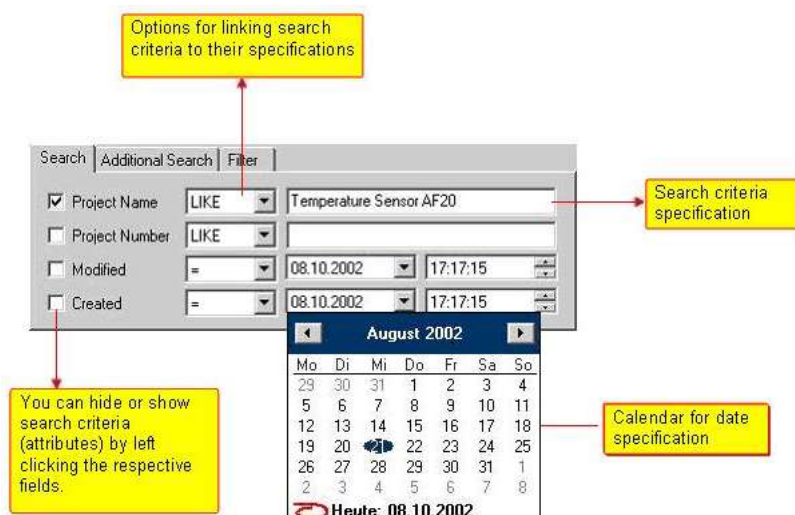 Options for linking search
criteria to their specifications
Search Additional Search Filter
Project Name LIKE Temperature Sensor AF20
Project Number LIKE
Modified = 08.10.2002 17:17:15
Created = 08.10.2002 17:17:15
Search criteria
specification
August 2002
Mo Di Mi Do Fr Sa So
29 30 31 1 2 3 4
5 6 7 8 9 10 11
12 13 14 15 16 17 18
19 20 21 22 23 24 25
26 27 28 29 30 31 1
2 3 4 5 6 7 8
Heute: 08.10.2002
You can hide or show
search criteria
(attributes) by left
clicking the respective
fields.
Calendar for date
specification